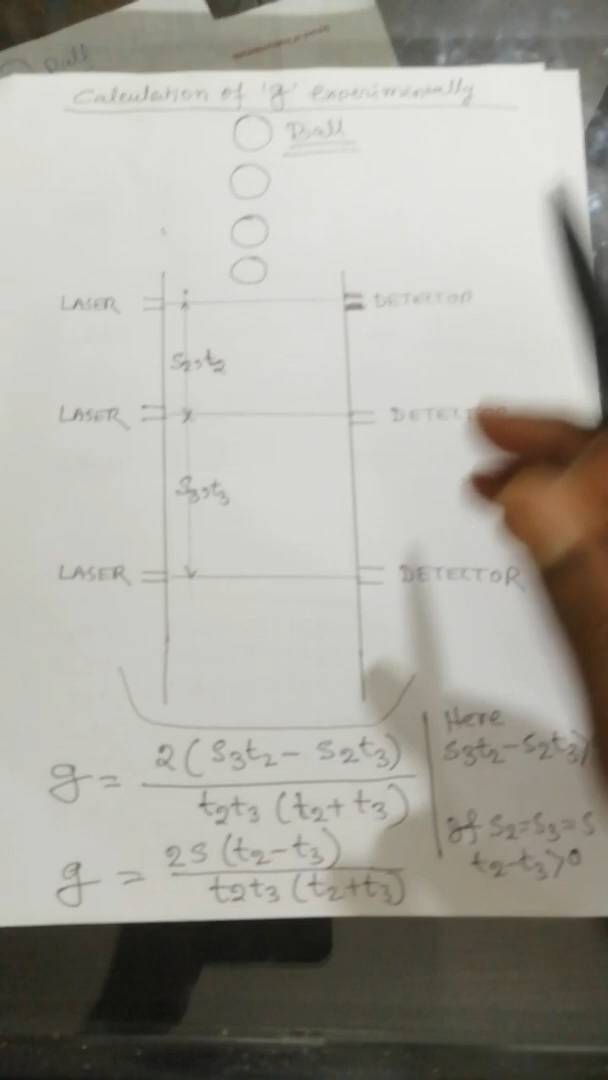 Ball
Calculation of 'g' experimentally
Ball
LASER DETECTOR
S2,t2
LASER
S3,t3
LASER DETECTOR
g = 2(S3t2 - S2t3) / t2t3 (t2+t3)
g = 2S (t2-t3) / t2t3 (t2+t3)
Here
S3t2-S2t3>
If S2=S3=S
t2-t3>0